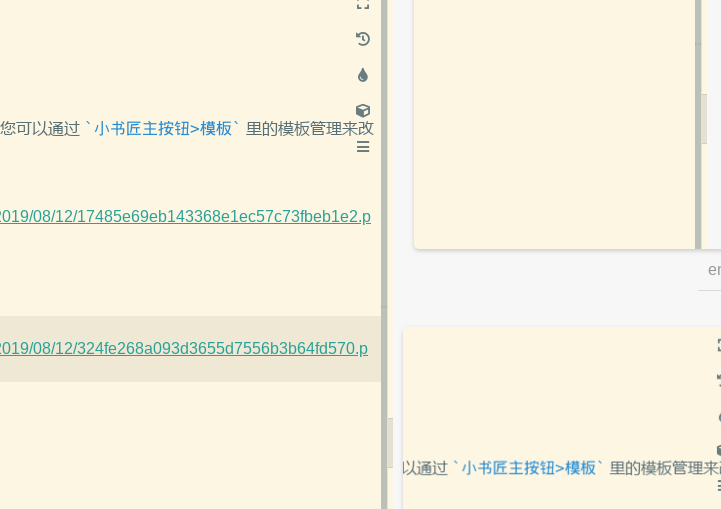 您可以通过 `小书匠主按钮>模板` 里的模板管理来改
2019/08/12/17485e69eb143368e1ec57c73fbeb1e2.p
2019/08/12/324fe268a093d3655d7556b3b64fd570.p
er
以通过 `小书匠主按钮>模板` 里的模板管理来改